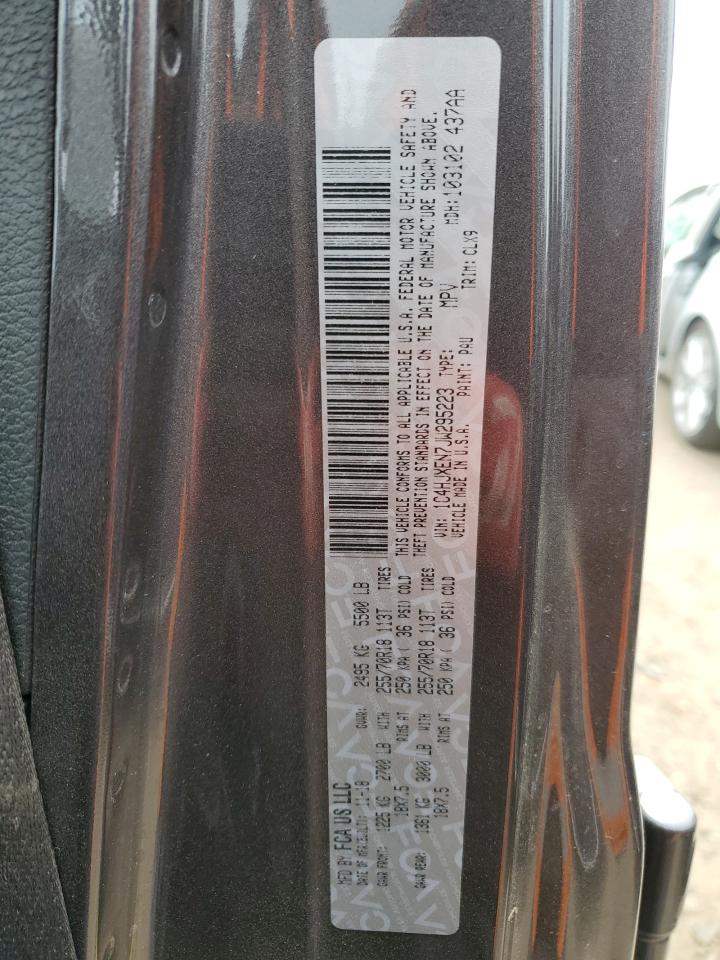 MFD BY FCA US LLC
DATE OF MFR: 11-18 GVWR: 2495 KG 5500 LB
GAWR FRONT: 1225 KG 2700 LB WITH 255/70R18 113T TIRES
18X7.5 RIMS AT 250 KPA ( 36 PSI) COLD
GAWR REAR: 1361 KG 3000 LB WITH 255/70R18 113T TIRES
18X7.5 RIMS AT 250 KPA ( 36 PSI) COLD
THIS VEHICLE CONFORMS TO ALL APPLICABLE U.S.A. FEDERAL MOTOR VEHICLE SAFETY AND
THEFT PREVENTION STANDARDS IN EFFECT ON THE DATE OF MANUFACTURE SHOWN ABOVE.
VIN: 1C4HJXEN7JW295223 TYPE: MPV MDH: 103102 437AA
VEHICLE MADE IN U.S.A. PAINT: PAU TRIM: CLX9